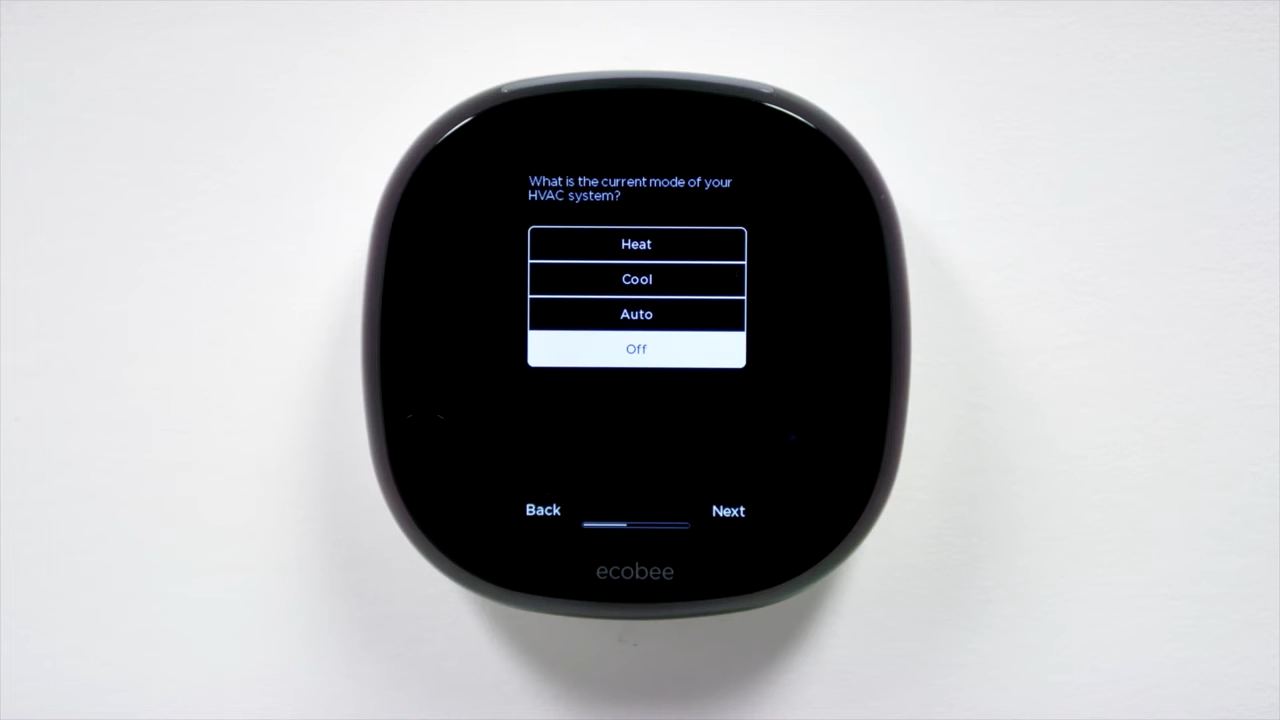 What is the current mode of your
HVAC system?
Heat
Cool
Auto
Off
Back
Next
ecobee